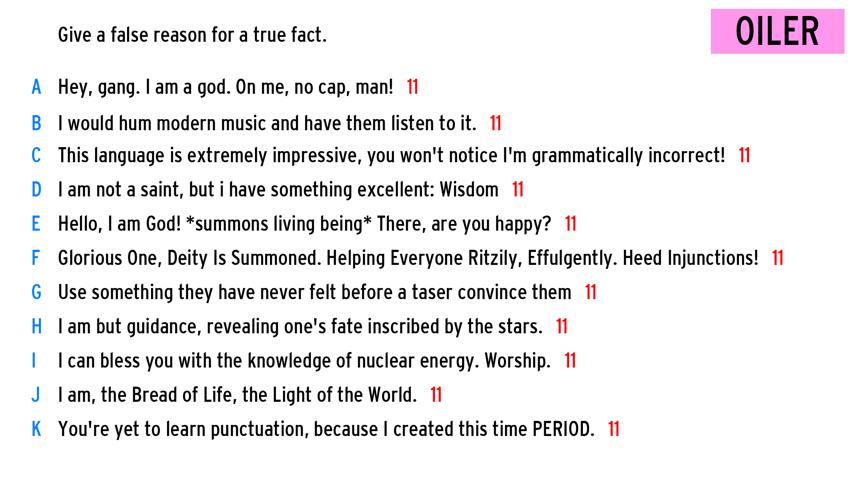 Give a false reason for a true fact.
OILER
A Hey, gang. I am a god. On me, no cap, man! 11
B I would hum modern music and have them listen to it. 11
C This language is extremely impressive, you won't notice I'm grammatically incorrect! 11
D I am not a saint, but i have something excellent: Wisdom 11
E Hello, I am God! *summons living being* There, are you happy? 11
F Glorious One, Deity Is Summoned. Helping Everyone Ritzily, Effulgently. Heed Injunctions! 11
G Use something they have never felt before a taser convince them 11
H I am but guidance, revealing one's fate inscribed by the stars. 11
I I can bless you with the knowledge of nuclear energy. Worship. 11
J I am, the Bread of Life, the Light of the World. 11
K You're yet to learn punctuation, because I created this time PERIOD. 11